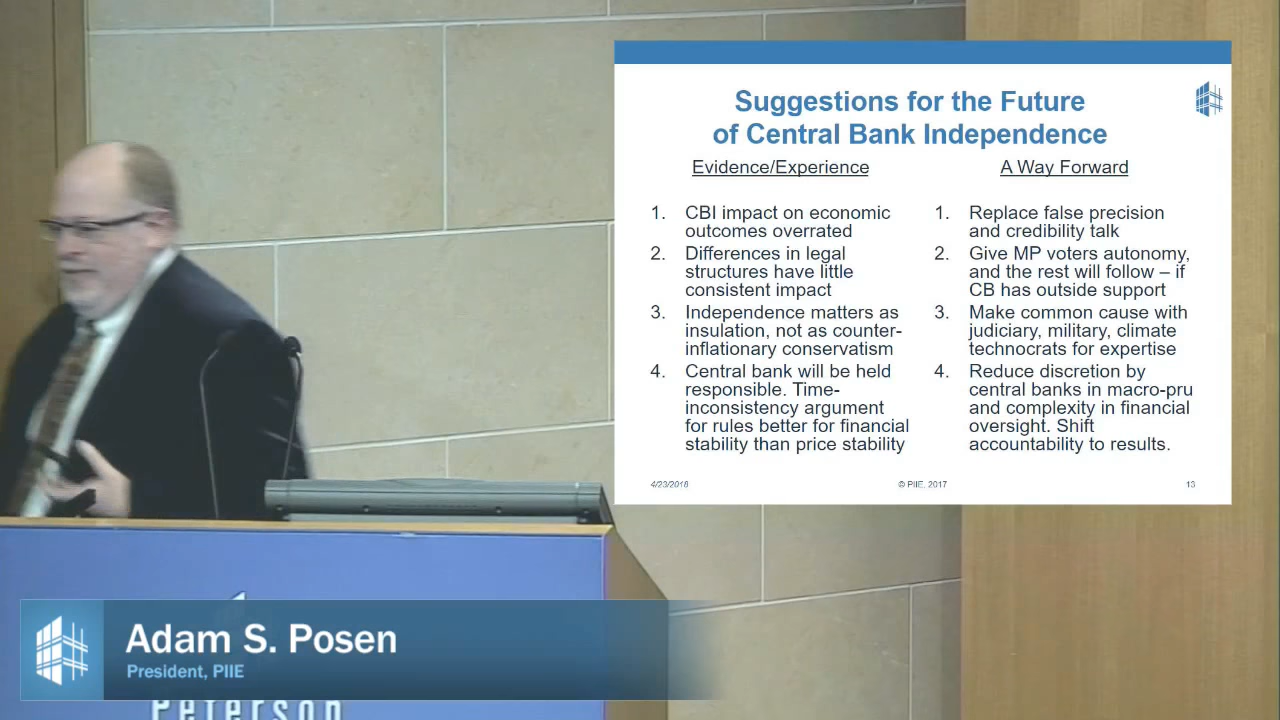 Suggestions for the Future
of Central Bank Independence
Evidence/Experience
1. CBI impact on economic
outcomes overrated
2. Differences in legal
structures have little
consistent impact
3. Independence matters as
insulation, not as counter-
inflationary conservatism
4. Central bank will be held
responsible. Time-
inconsistency argument
for rules better for financial
stability than price stability
A Way Forward
1. Replace false precision
and credibility talk
2. Give MP voters autonomy,
and the rest will follow – if
CB has outside support
3. Make common cause with
judiciary, military, climate
technocrats for expertise
4. Reduce discretion by
central banks in macro-pru
and complexity in financial
oversight. Shift
accountability to results.
4/23/2018
© PIIE, 2017
13
Adam S. Posen
President, PIIE
Peterson